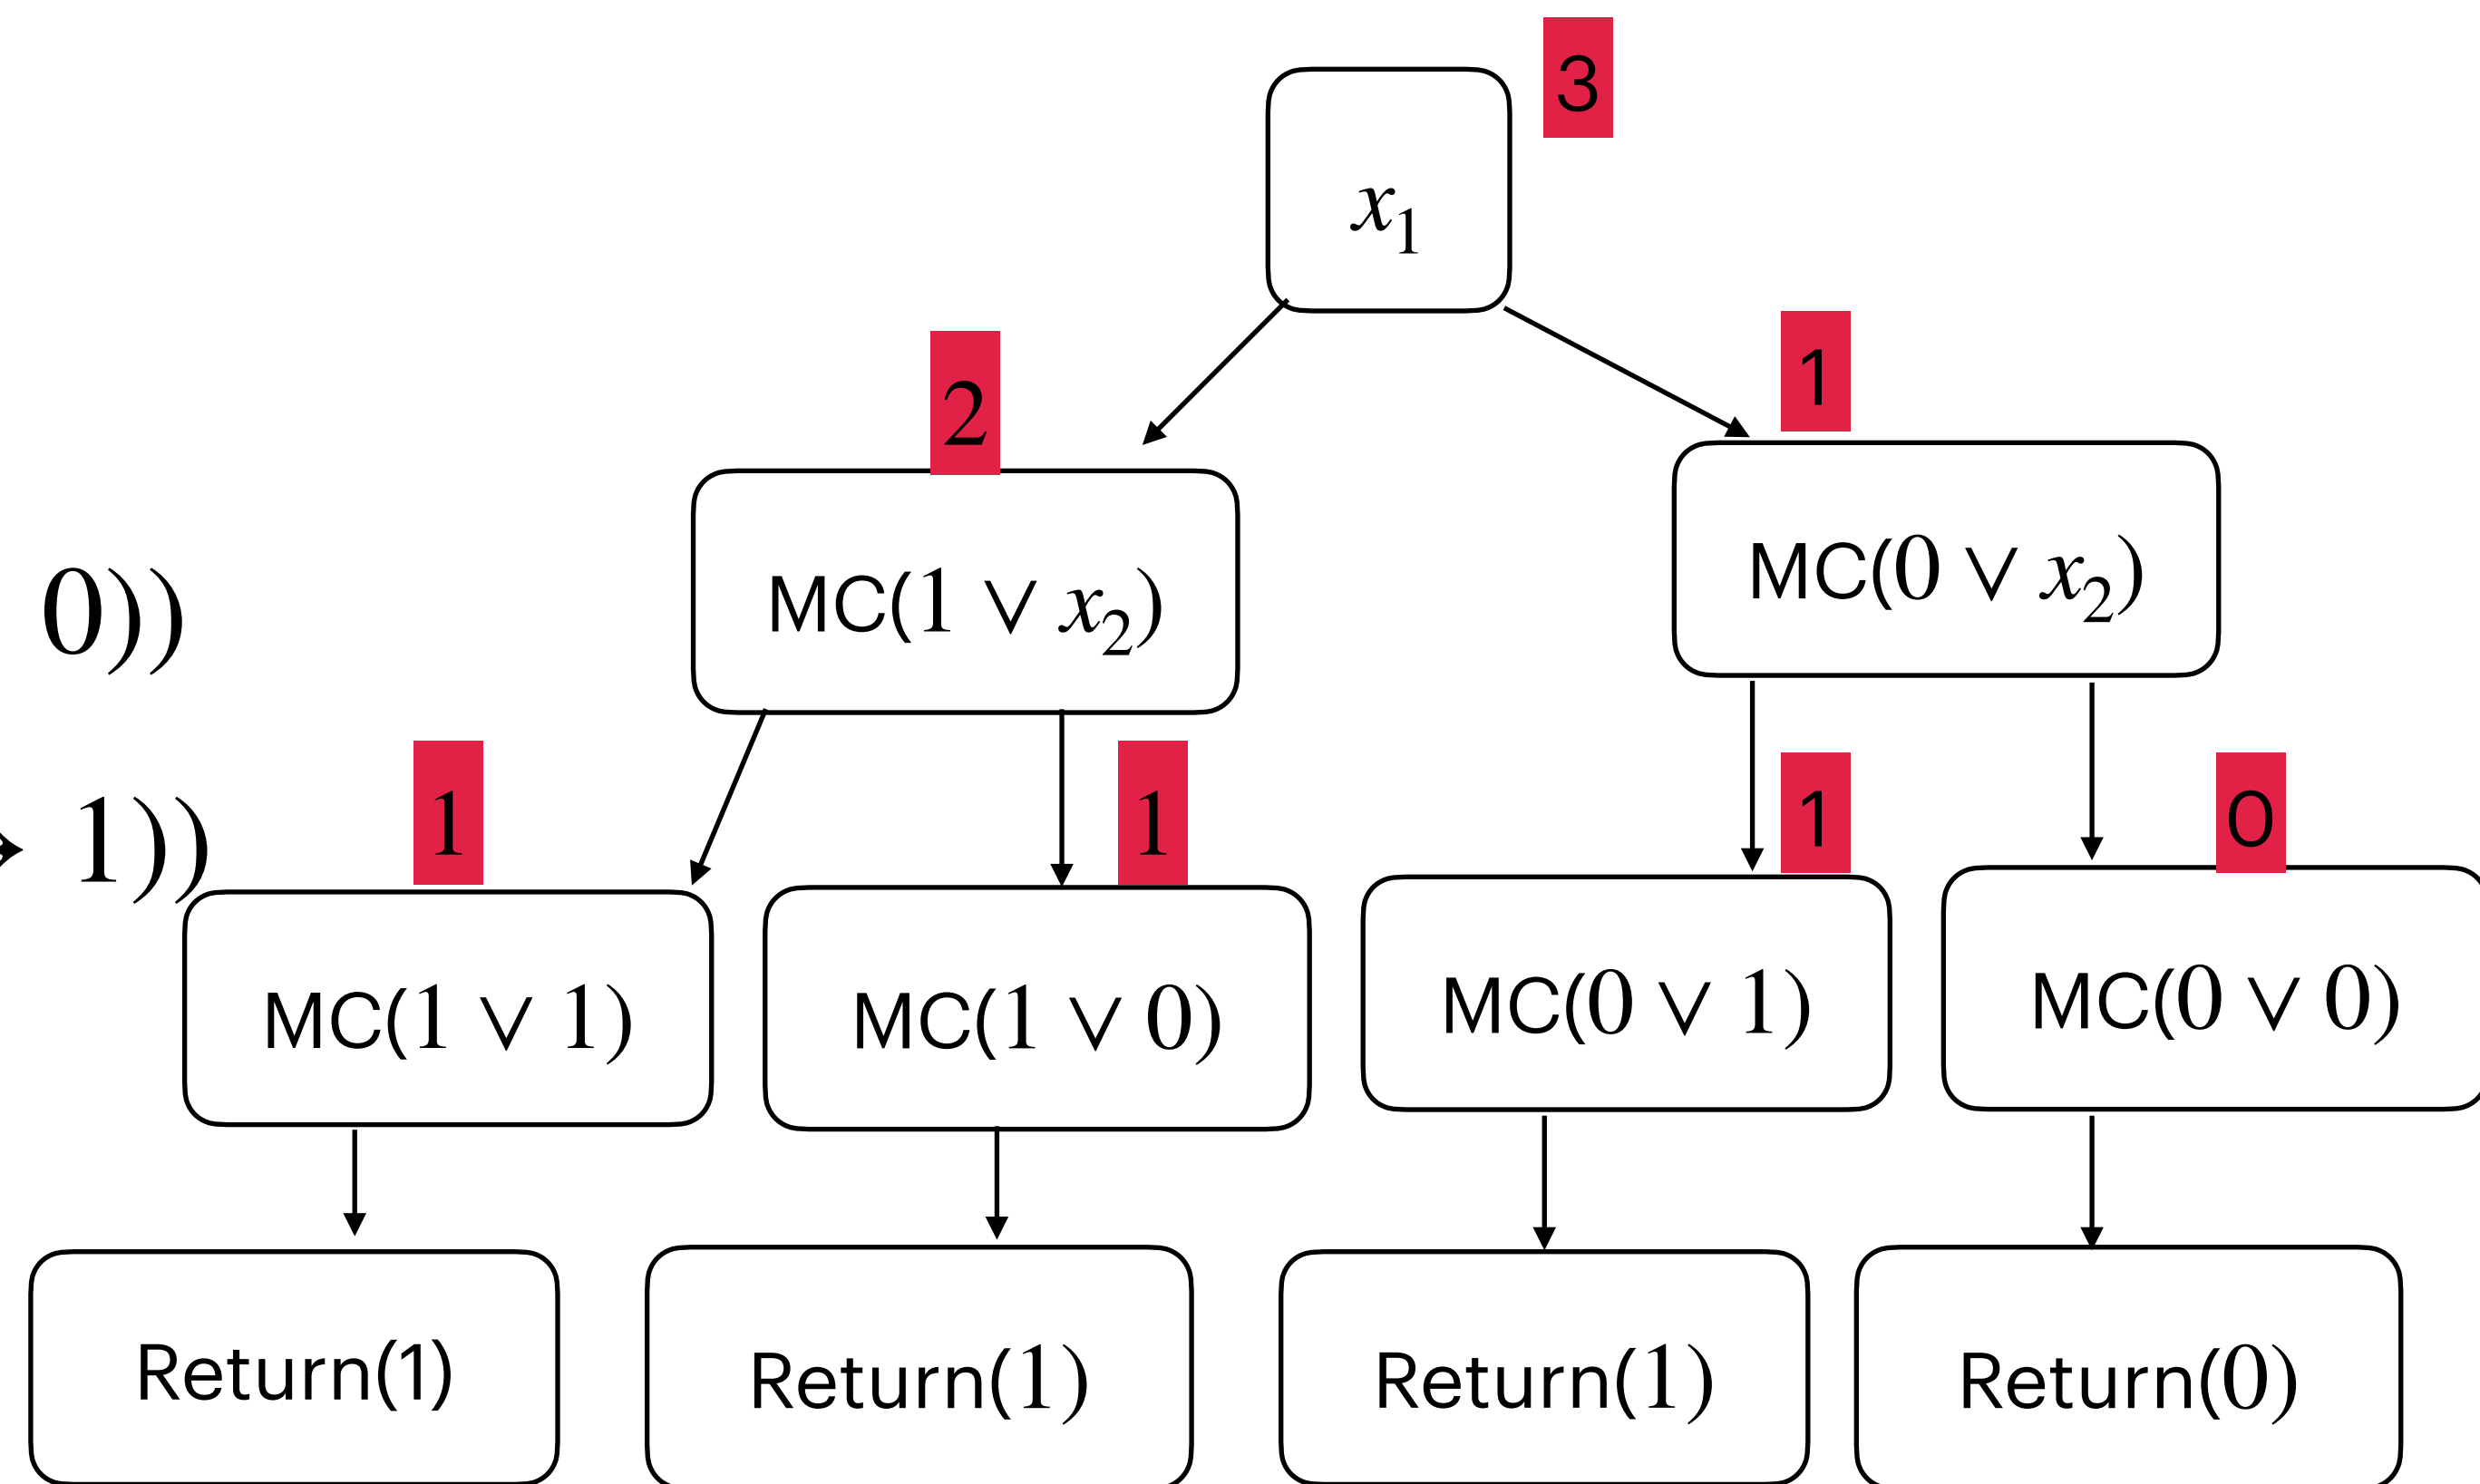 3
x₁
1
2
MC(1 ∨ x₂)
MC(0 ∨ x₂)
0)))
1))
1
1
1
0
MC(1 ∨ 1)
MC(1 ∨ 0)
MC(0 ∨ 1)
MC(0 ∨ 0)
Return(1)
Return(1)
Return(1)
Return(0)